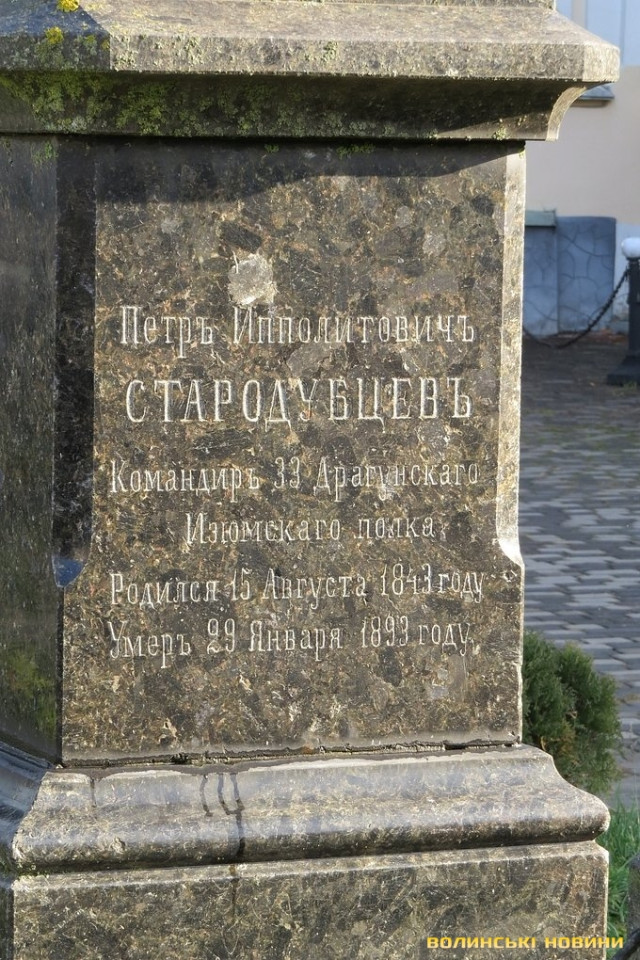 Петръ Ипполитовичъ
СТАРОДУБЦЕВЪ
Командиръ 33 Драгунскаго
Изюмскаго полка
Родился 15 Августа 1843 году
Умеръ 29 Января 1893 году.
ВОЛИНСЬКІ НОВИНИ